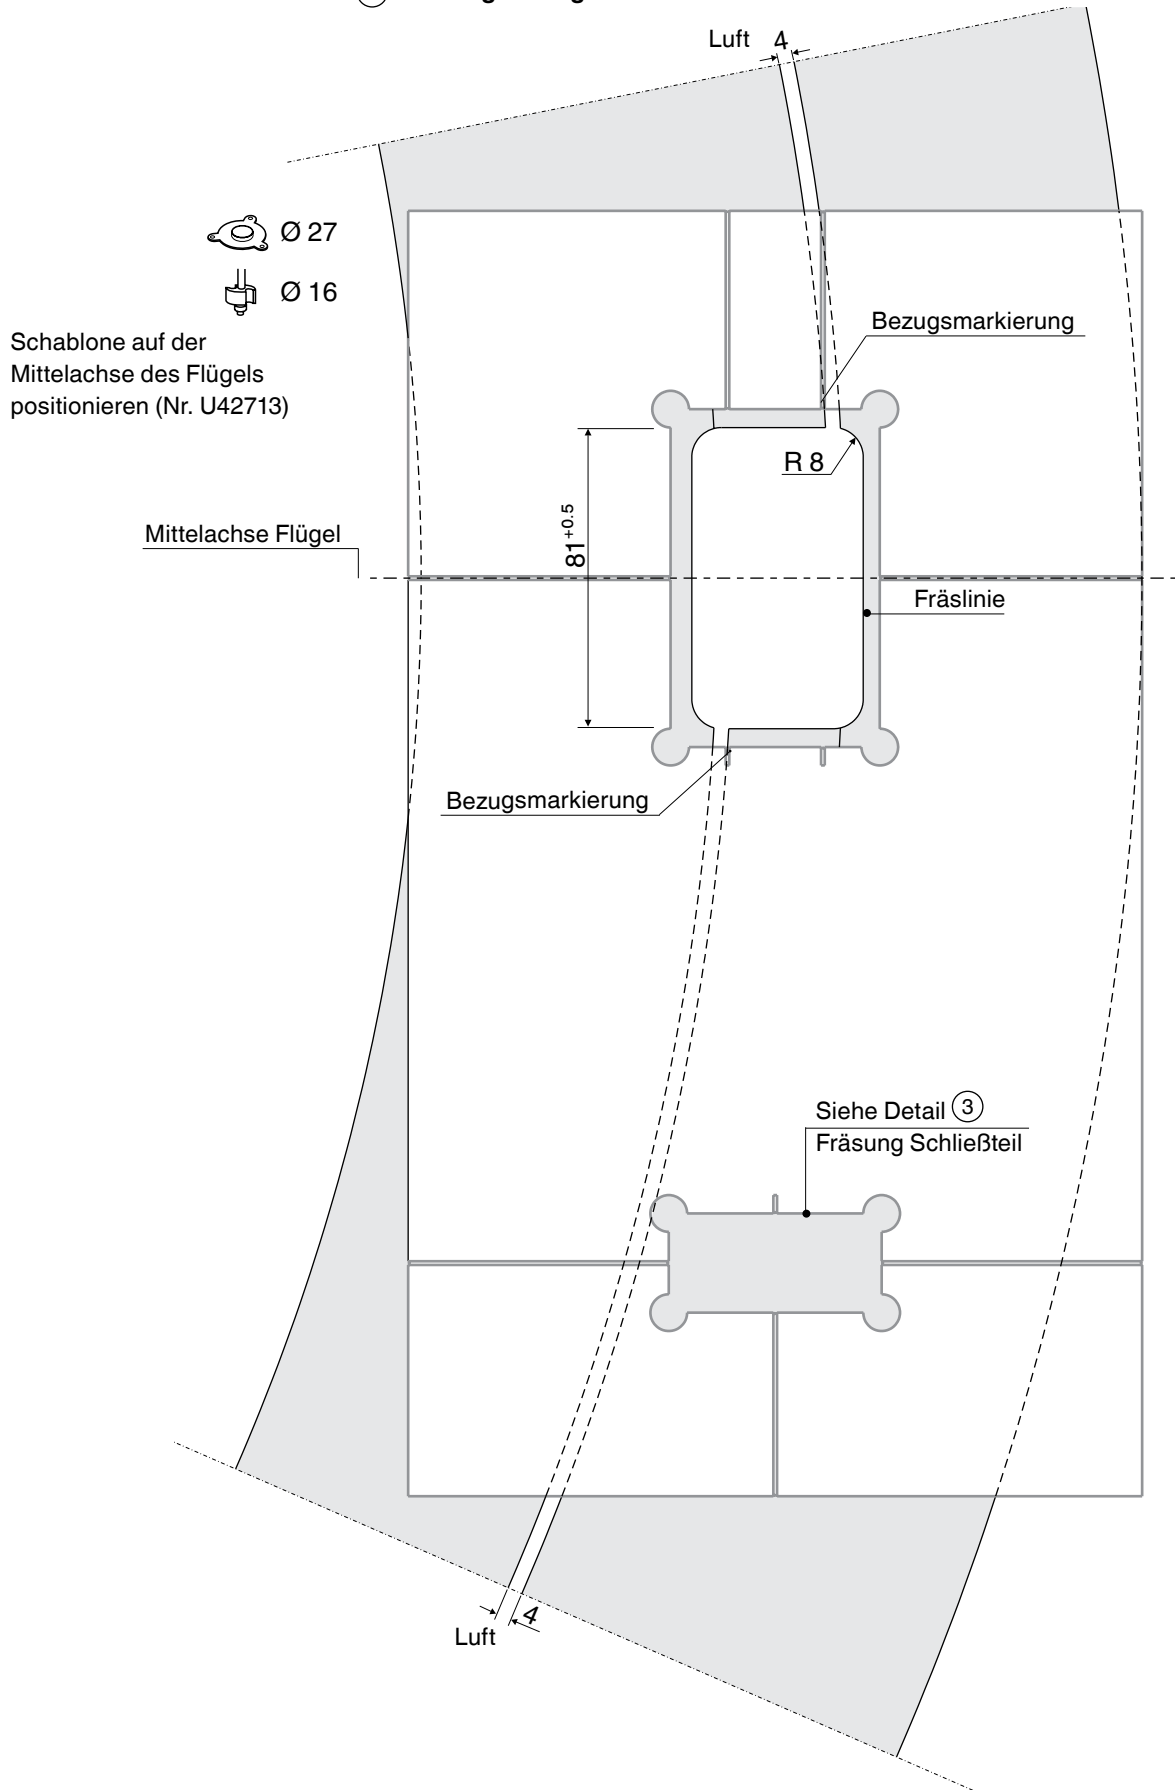 Luft 4
Ø 27
Ø 16
Schablone auf der
Mittelachse des Flügels
positionieren (Nr. U42713)
Bezugsmarkierung
R 8
81+0.5
Mittelachse Flügel
Fräslinie
Bezugsmarkierung
Siehe Detail 3
Fräsung Schließteil
4
Luft